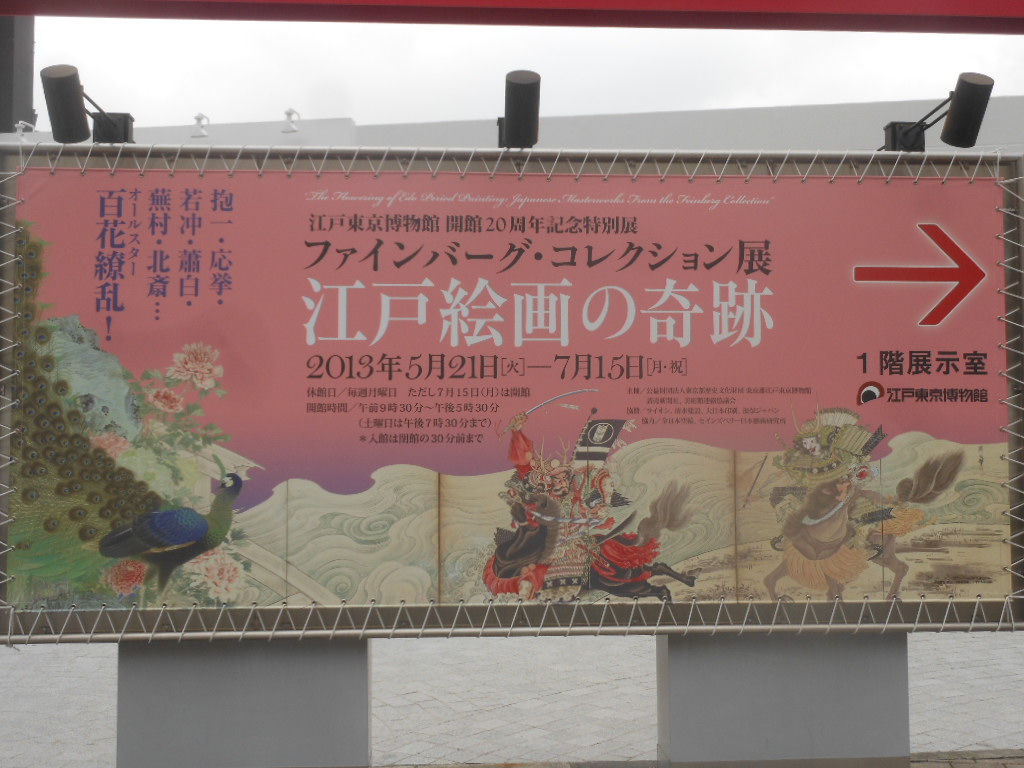 抱一・応挙・
若冲・蕭白・
蕪村・北斎…
オールスター
百花繚乱！
"The Flowering of Edo Period Painting: Japanese Masterworks From the Feinberg Collection"
江戸東京博物館 開館20周年記念特別展
ファインバーグ・コレクション展
江戸絵画の奇跡
2013年5月21日[火]―7月15日[月・祝]
休館日／毎週月曜日 ただし7月15日(月)は開館
開館時間／午前9時30分～午後5時30分
(土曜日は午後7時30分まで)
＊入館は閉館の30分前まで
1階展示室
江戸東京博物館